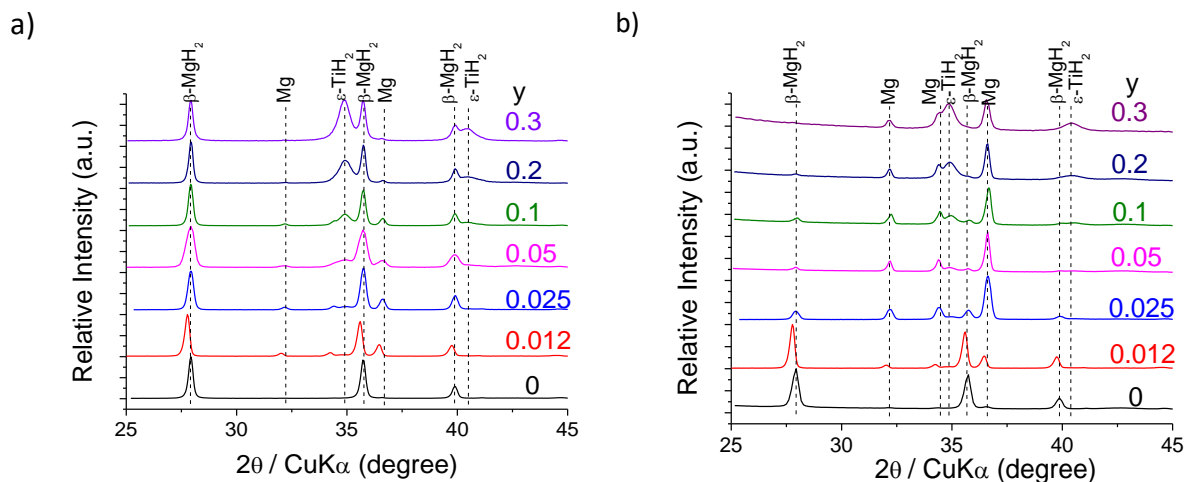 a)
β-MgH₂
Mg
ε-TiH₂
β-MgH₂
Mg
β-MgH₂
ε-TiH₂
y
0.3
0.2
0.1
0.05
0.025
0.012
0
Relative Intensity (a.u.)
25 30 35 40 45
2θ / CuKα (degree)
b)
β-MgH₂
Mg
Mg
ε-TiH₂
β-MgH₂
Mg
β-MgH₂
ε-TiH₂
y
0.3
0.2
0.1
0.05
0.025
0.012
0
Relative Intensity (a.u.)
25 30 35 40 45
2θ / CuKα (degree)